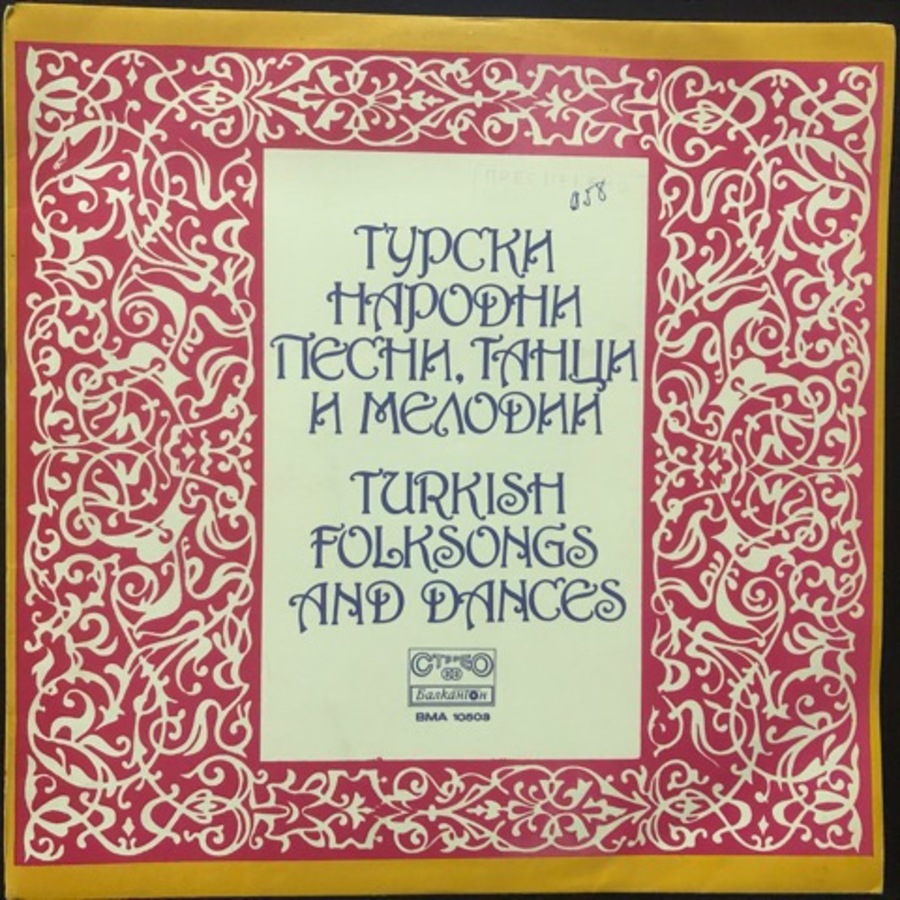 058
ТУРСКИ
НАРОДНИ
ПЕСНИ, ТАНЦИ
И МЕЛОДИИ
TURKISH
FOLKSONGS
AND DANCES
СТЕРЕО
Балкантон
ВМА 10503